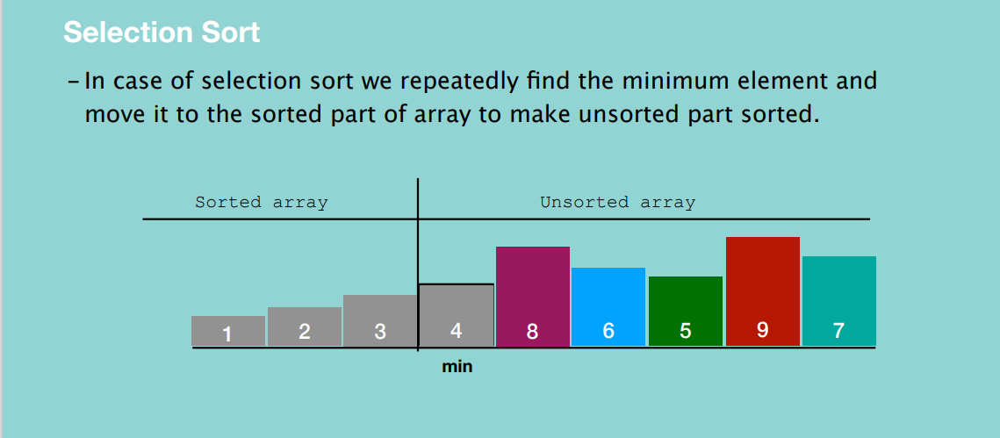 Selection Sort
– In case of selection sort we repeatedly find the minimum element and
move it to the sorted part of array to make unsorted part sorted.
Sorted array Unsorted array
1 2 3 4 8 6 5 9 7
min